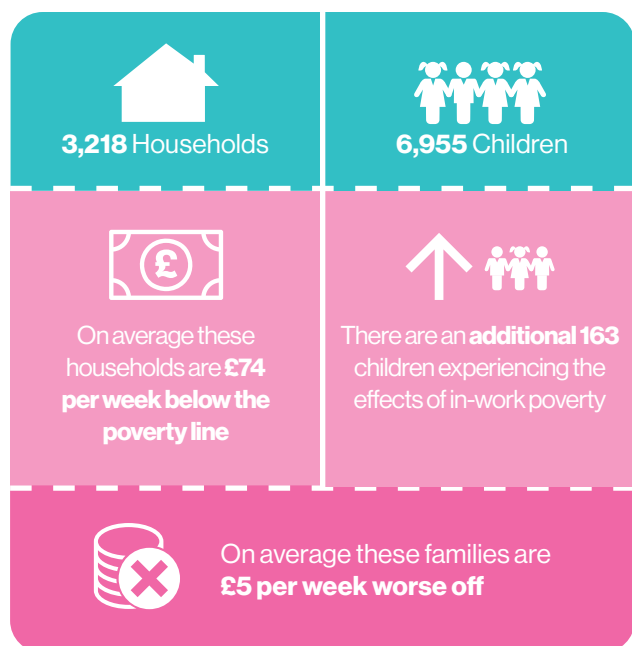 3,218 Households
6,955 Children
£
On average these
households are £74
per week below the
poverty line
There are an additional 163
children experiencing the
effects of in-work poverty
On average these families are
£5 per week worse off